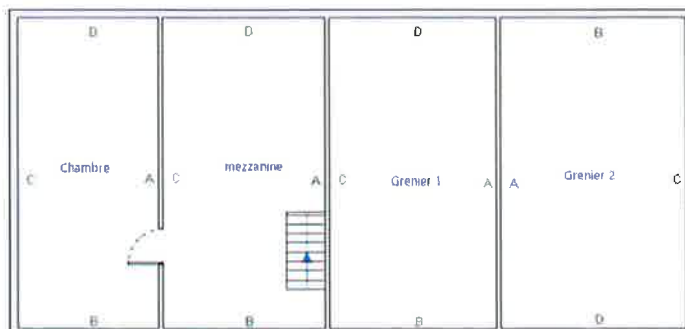 D D D B
Chambre mezzanine Grenier 1 Grenier 2
C A C A C A A C
B B B D